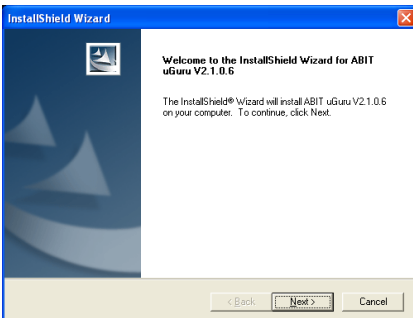 InstallShield Wizard
Welcome to the InstallShield Wizard for ABIT
uGuru V2.1.0.6
The InstallShield® Wizard will install ABIT uGuru V2.1.0.6
on your computer. To continue, click Next.
< Back Next > Cancel